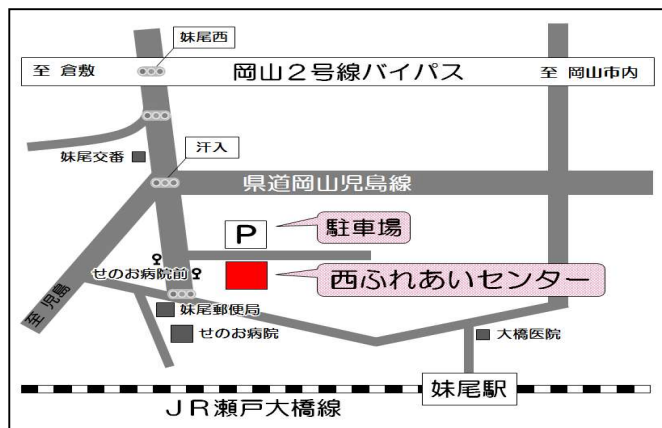 妹尾西
至 倉敷
岡山２号線バイパス
至 岡山市内
妹尾交番
汗入
県道岡山児島線
P
駐車場
せのお病院前
西ふれあいセンター
至 児島
妹尾郵便局
せのお病院
大橋医院
妹尾駅
ＪＲ瀬戸大橋線